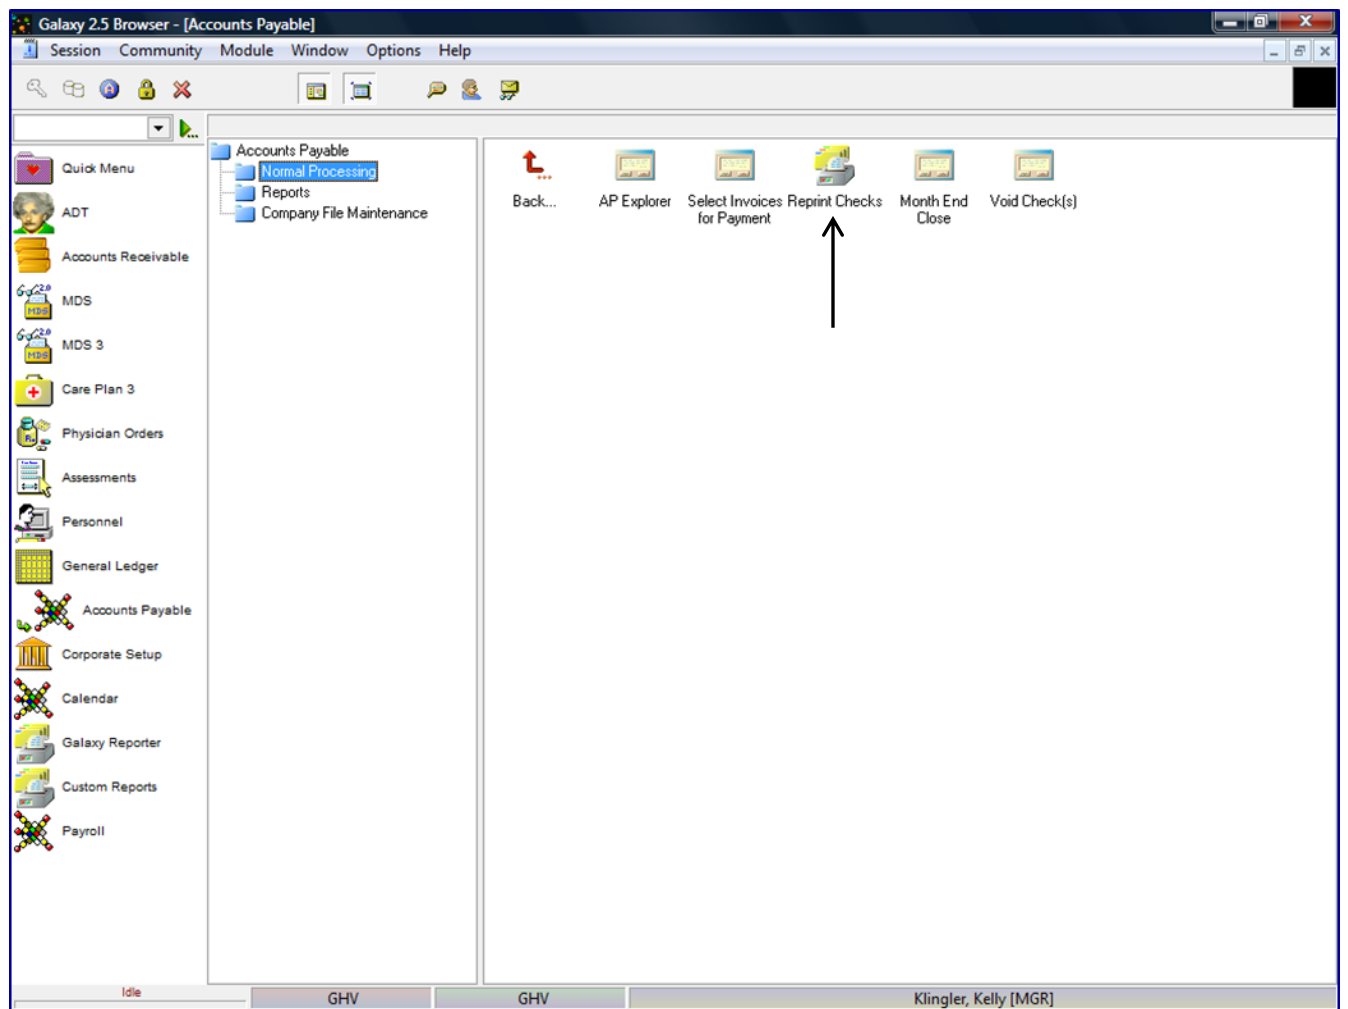 Galaxy 2.5 Browser - [Accounts Payable]
Session Community Module Window Options Help
Quick Menu
ADT
Accounts Receivable
MDS
MDS 3
Care Plan 3
Physician Orders
Assessments
Personnel
General Ledger
Accounts Payable
Corporate Setup
Calendar
Galaxy Reporter
Custom Reports
Payroll
Accounts Payable
Normal Processing
Reports
Company File Maintenance
Back...
AP Explorer
Select Invoices
for Payment
Reprint Checks
Month End
Close
Void Check(s)
Idle
GHV
GHV
Klingler, Kelly [MGR]